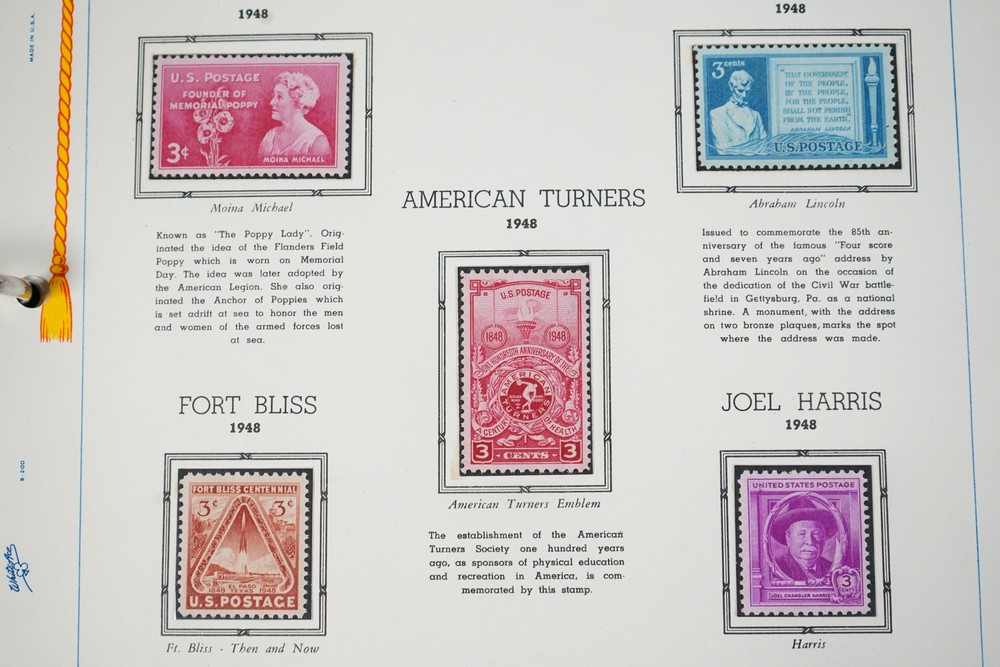 MADE IN U.S.A.
S-200
White Ace
1948
U.S. POSTAGE
FOUNDER OF
MEMORIAL POPPY
3¢
MOINA MICHAEL
Moina Michael
Known as "The Poppy Lady". Orig-
inated the idea of the Flanders Field
Poppy which is worn on Memorial
Day. The idea was later adopted by
the American Legion. She also orig-
inated the Anchor of Poppies which
is set adrift at sea to honor the men
and women of the armed forces lost
at sea.
FORT BLISS
1948
FORT BLISS CENTENNIAL
3¢ 3¢
EL PASO
1848 TEXAS 1948
U.S. POSTAGE
Ft. Bliss - Then and Now
AMERICAN TURNERS
1948
U.S. POSTAGE
1848 1948
ONE HUNDREDTH ANNIVERSARY OF THE
AMERICAN
TURNERS
A CENTURY OF HEALTH
3 CENTS 3
American Turners Emblem
The establishment of the American
Turners Society one hundred years
ago, as sponsors of physical education
and recreation in America, is com-
memorated by this stamp.
1948
3 cents
"THAT GOVERNMENT
OF THE PEOPLE,
BY THE PEOPLE,
FOR THE PEOPLE,
SHALL NOT PERISH
FROM THE EARTH."
ABRAHAM LINCOLN
U.S. POSTAGE
Abraham Lincoln
Issued to commemorate the 85th an-
niversary of the famous "Four score
and seven years ago" address by
Abraham Lincoln on the occasion of
the dedication of the Civil War battle-
field in Gettysburg, Pa. as a national
shrine. A monument, with the address
on two bronze plaques, marks the spot
where the address was made.
JOEL HARRIS
1948
UNITED STATES POSTAGE
JOEL CHANDLER HARRIS
3
CENTS
Harris